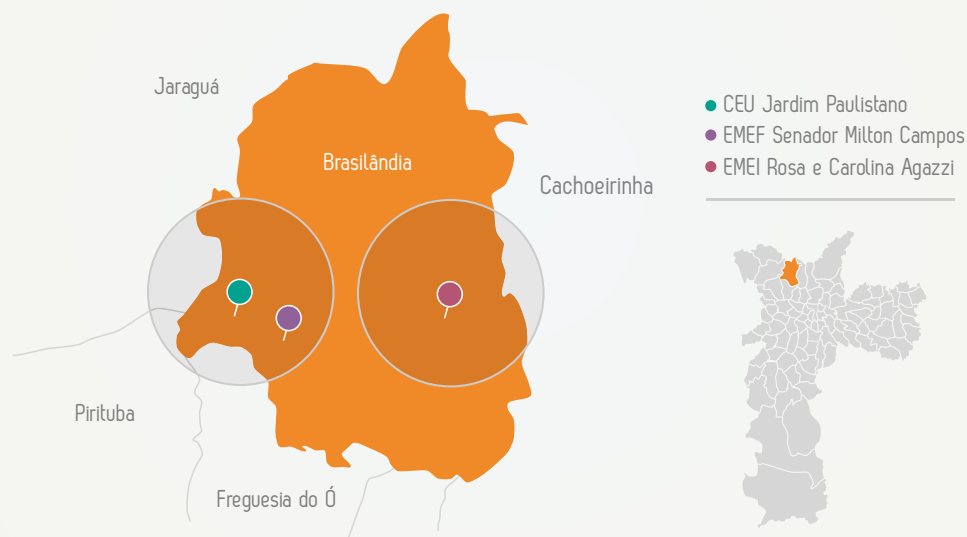 Jaraguá
Brasilândia
Cachoeirinha
Pirituba
Freguesia do Ó
CEU Jardim Paulistano
EMEF Senador Milton Campos
EMEI Rosa e Carolina Agazzi